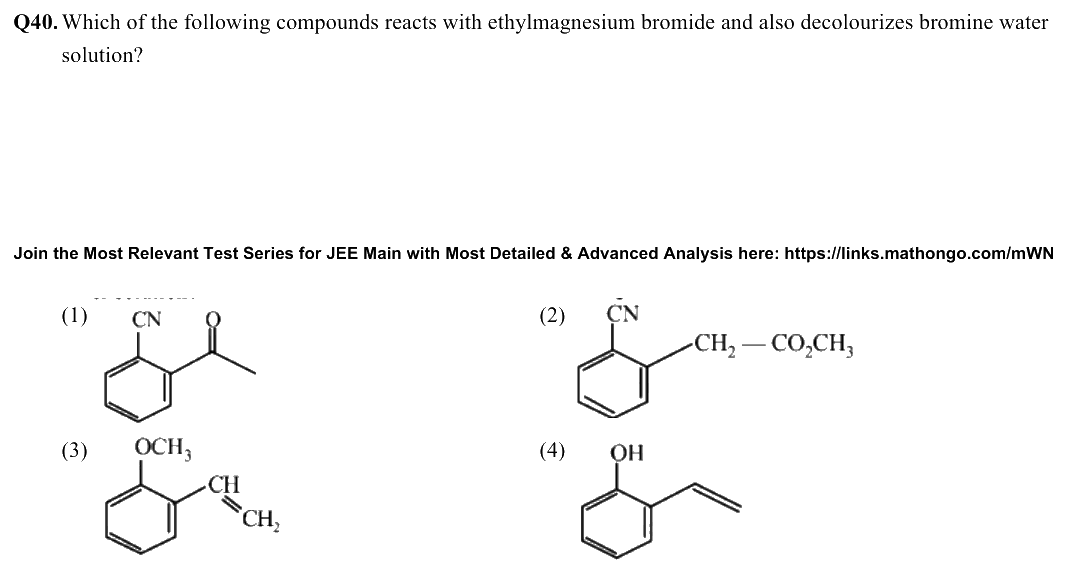 Q40. Which of the following compounds reacts with ethylmagnesium bromide and also decolourizes bromine water
solution?
Join the Most Relevant Test Series for JEE Main with Most Detailed & Advanced Analysis here: https://links.mathongo.com/mWN
(1) CN O
(2) CN
CH₂ — CO₂CH₃
(3) OCH₃
CH
CH₂
(4) OH